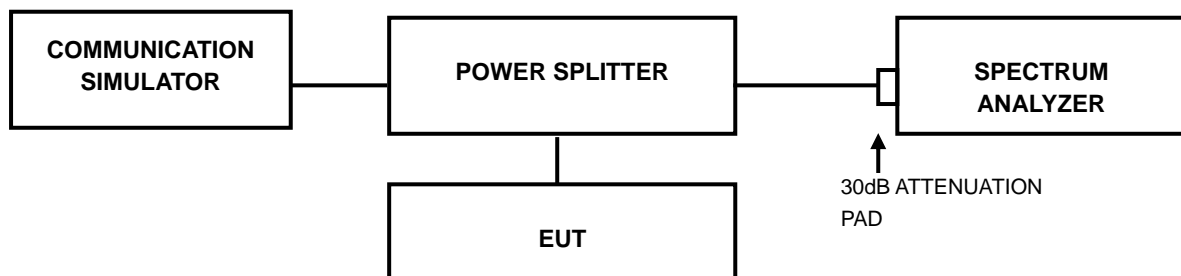 COMMUNICATION
SIMULATOR
POWER SPLITTER
SPECTRUM
ANALYZER
30dB ATTENUATION
PAD
EUT